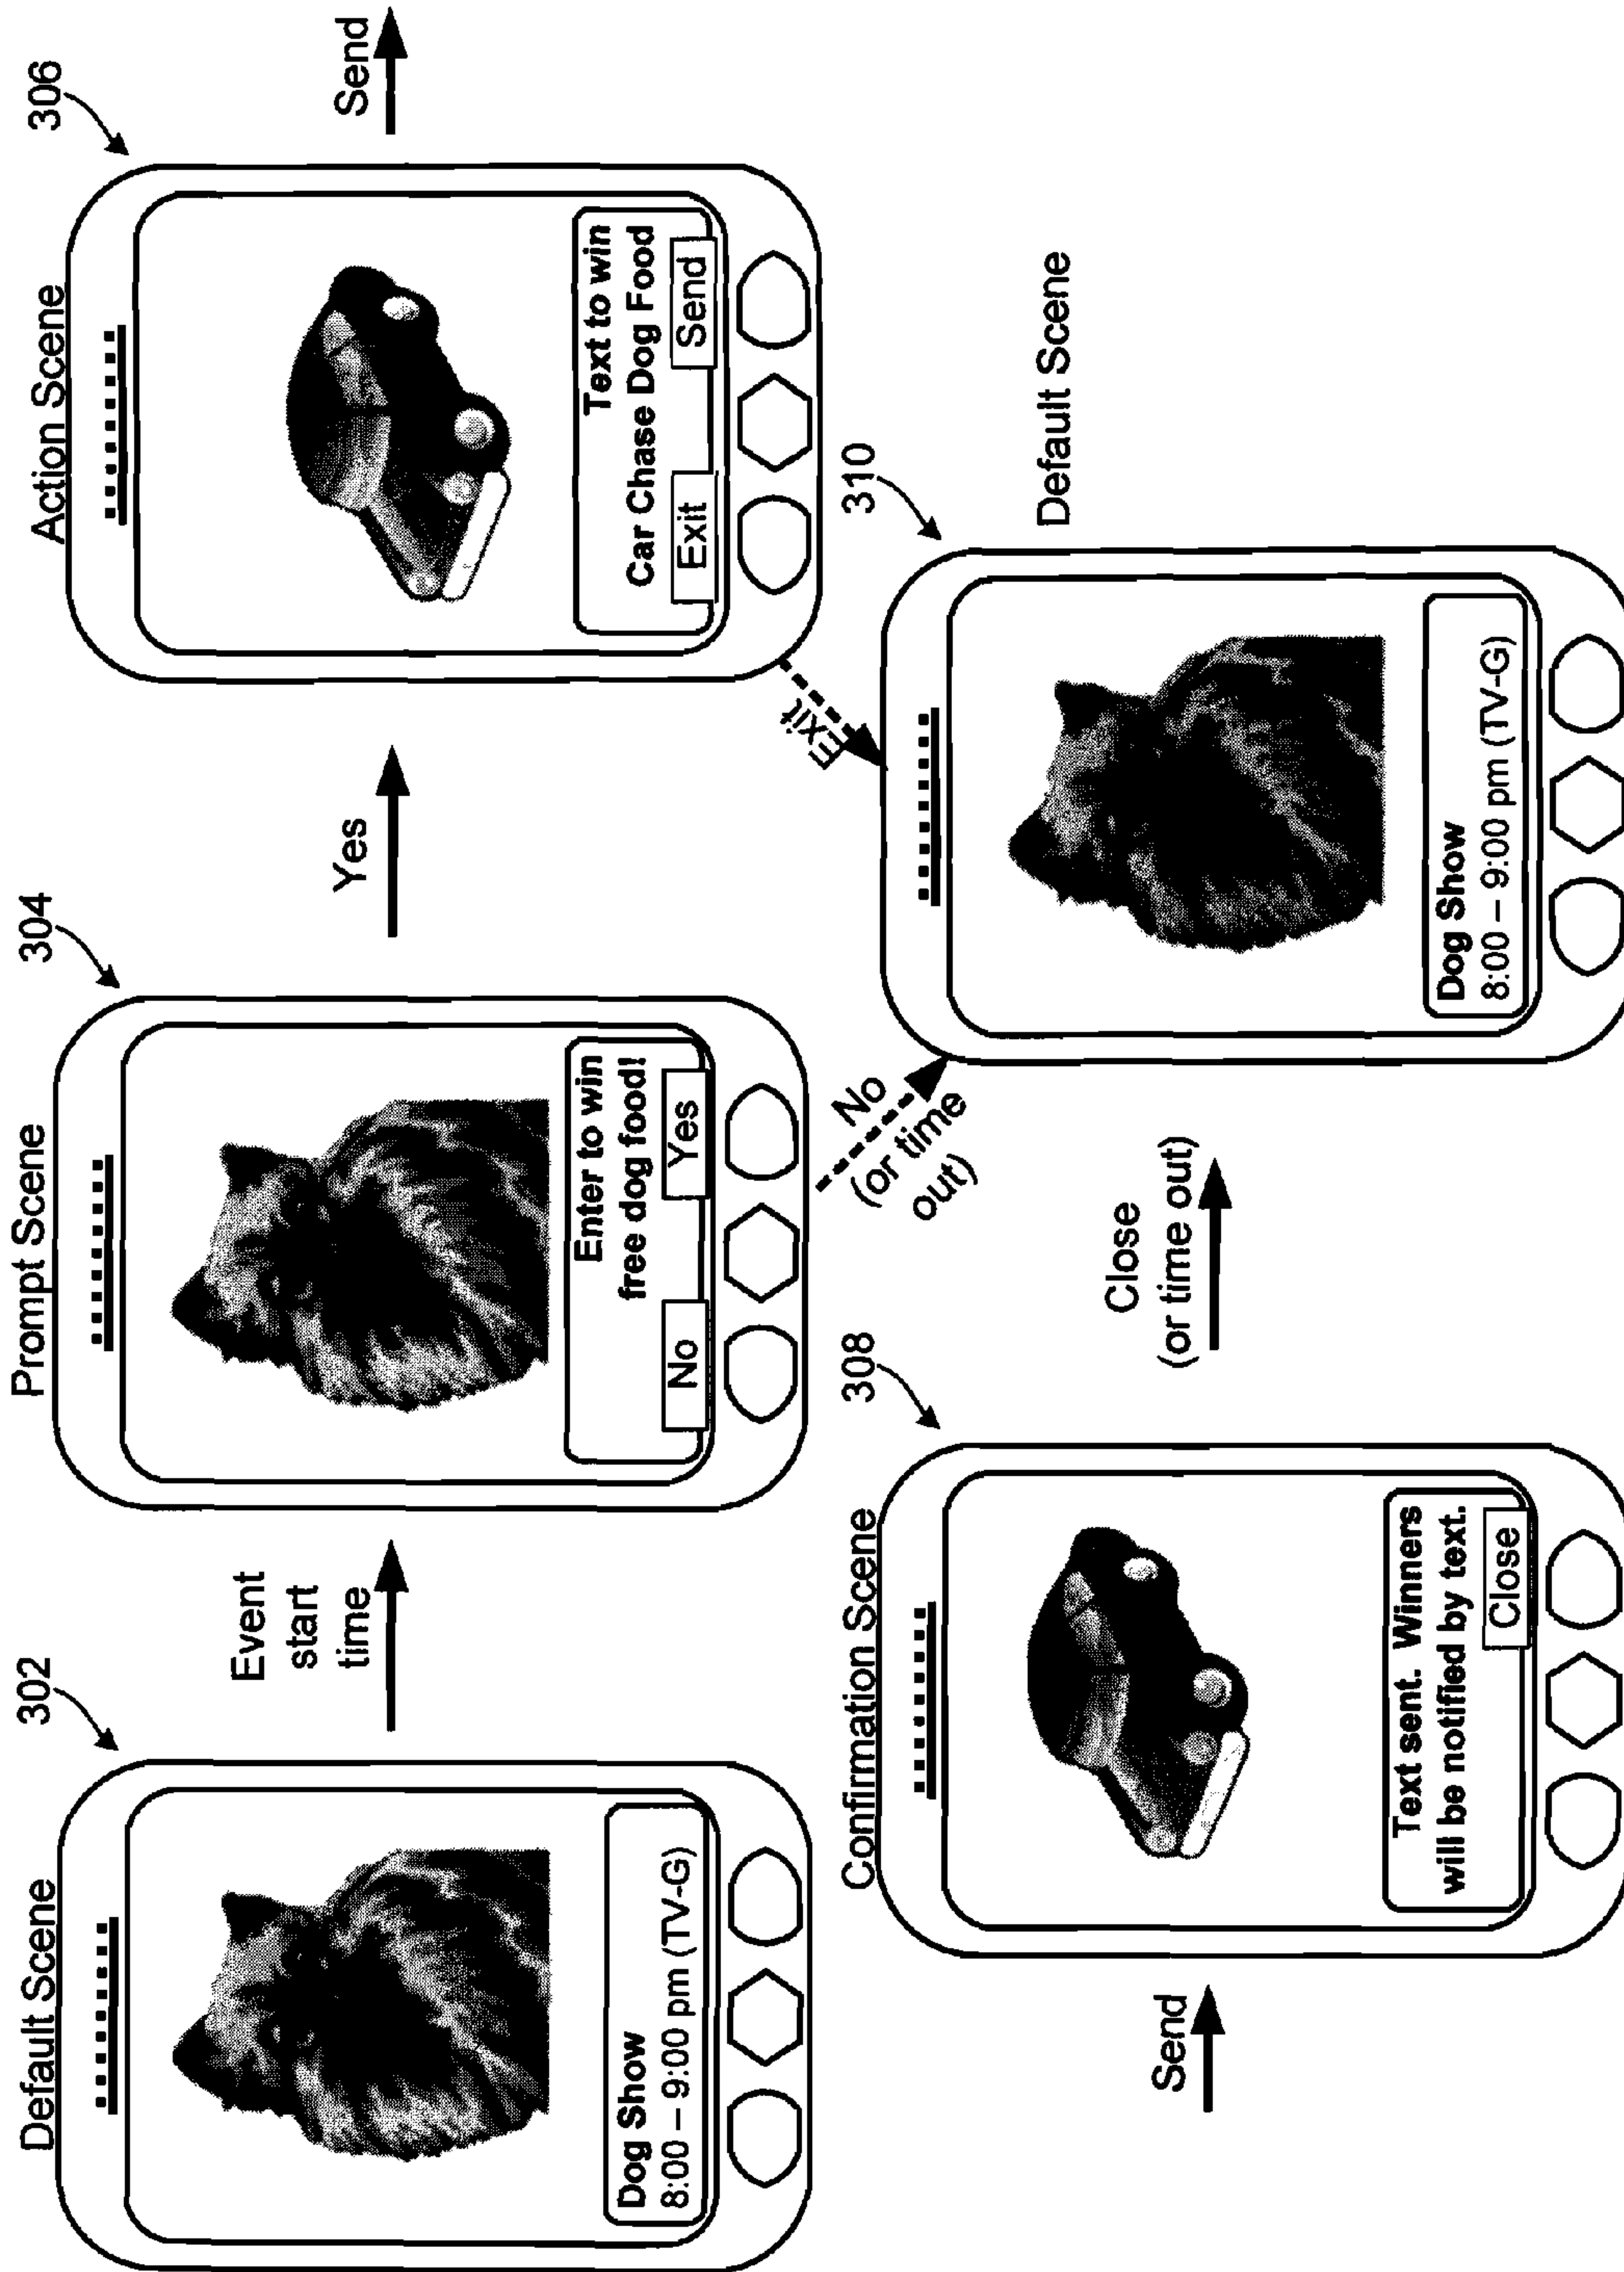 Default Scene
302
Dog Show
8:00 – 9:00 pm (TV-G)
Event
start
time
Prompt Scene
304
Enter to win
free dog food!
No
Yes
Yes
Action Scene
306
Text to win
Car Chase Dog Food
Exit
Send
Send
No
(or time
out)
Exit
Send
Confirmation Scene
308
Text sent. Winners
will be notified by text.
Close
Close
(or time out)
310
Default Scene
Dog Show
8:00 – 9:00 pm (TV-G)